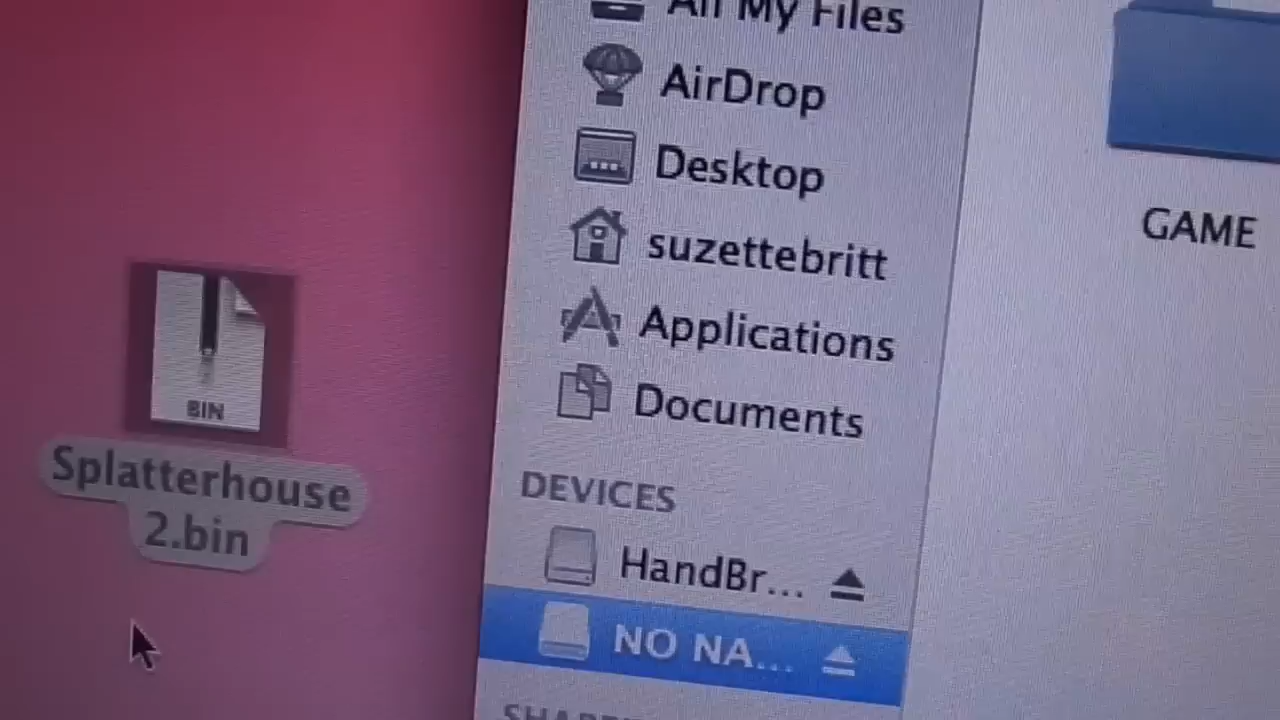 All My Files
AirDrop
Desktop
suzettebritt
Applications
Documents
DEVICES
HandBr...
NO NA...
GAME
BIN
Splatterhouse
2.bin